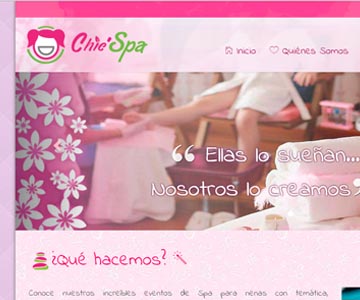 Chic' Spa
Inicio
Quiénes Somos
“ Ellas lo sueñan...
Nosotros lo creamos”
¿Qué hacemos?
Conoce nuestros increíbles eventos de Spa para nenas con temática,